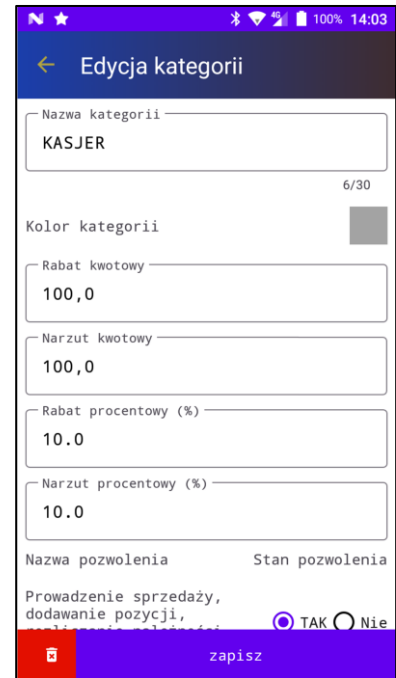 100% 14:03
Edycja kategorii
Nazwa kategorii
KASJER
6/30
Kolor kategorii
Rabat kwotowy
100,0
Narzut kwotowy
100,0
Rabat procentowy (%)
10.0
Narzut procentowy (%)
10.0
Nazwa pozwolenia Stan pozwolenia
Prowadzenie sprzedaży,
dodawanie pozycji,
TAK Nie
zapisz